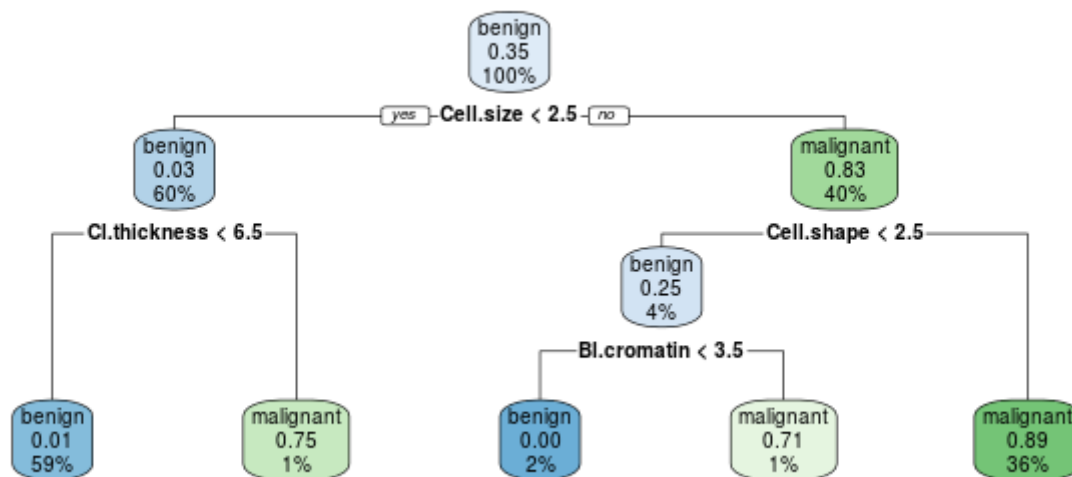 benign
0.35
100%
yes Cell.size < 2.5 no
benign
0.03
60%
malignant
0.83
40%
Cl.thickness < 6.5
Cell.shape < 2.5
benign
0.25
4%
Bl.cromatin < 3.5
benign
0.01
59%
malignant
0.75
1%
benign
0.00
2%
malignant
0.71
1%
malignant
0.89
36%